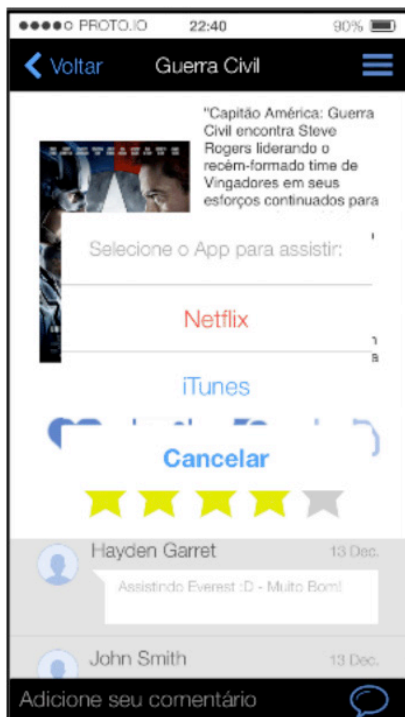 PROTO.IO 22:40 90%
Voltar Guerra Civil
"Capitão América: Guerra
Civil encontra Steve
Rogers liderando o
recém-formado time de
Vingadores em seus
esforços continuados para
Selecione o App para assistir:
Netflix
iTunes
Cancelar
Hayden Garret 13 Dec.
Assistindo Everest :D - Muito Bom!
John Smith 13 Dec.
Adicione seu comentário